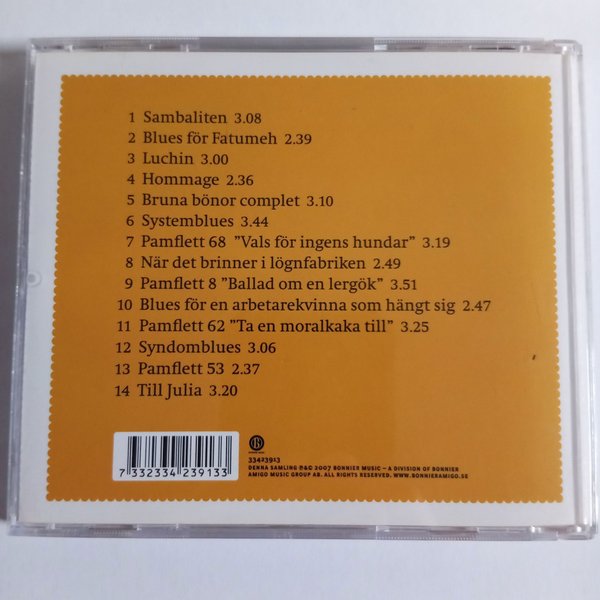 1 Sambaliten 3.08
2 Blues för Fatumeh 2.39
3 Luchin 3.00
4 Hommage 2.36
5 Bruna bönor complet 3.10
6 Systemblues 3.44
7 Pamflett 68 ”Vals för ingens hundar” 3.19
8 När det brinner i lögnfabriken 2.49
9 Pamflett 8 ”Ballad om en lergök” 3.51
10 Blues för en arbetarekvinna som hängt sig 2.47
11 Pamflett 62 ”Ta en moralkaka till” 3.25
12 Syndomblues 3.06
13 Pamflett 53 2.37
14 Till Julia 3.20
7 332334 239133
33423913
DENNA SAMLING P&© 2007 BONNIER MUSIC – A DIVISION OF BONNIER
AMIGO MUSIC GROUP AB. ALL RIGHTS RESERVED. WWW.BONNIERAMIGO.SE